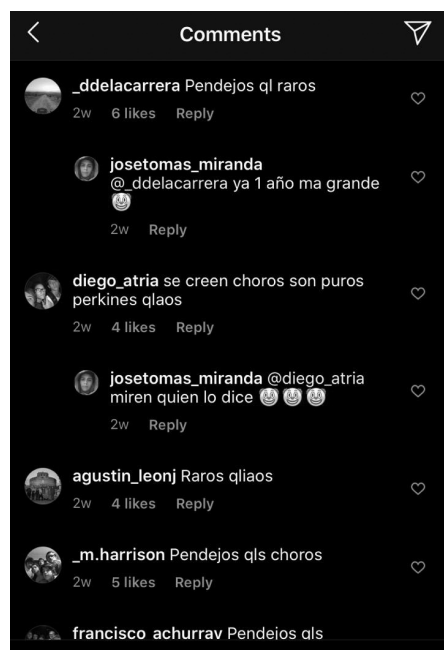 Comments
_ddelacarrera Pendejos ql raros
2w 6 likes Reply
josetomas_miranda
@_ddelacarrera ya 1 año ma grande
🤡
2w Reply
diego_atria se creen choros son puros
perkines qlaos
2w 4 likes Reply
josetomas_miranda @diego_atria
miren quien lo dice 🤡🤡🤡
2w Reply
agustin_leonj Raros qliaos
2w 4 likes Reply
_m.harrison Pendejos qls choros
2w 5 likes Reply
francisco_achurray Pendejos qls